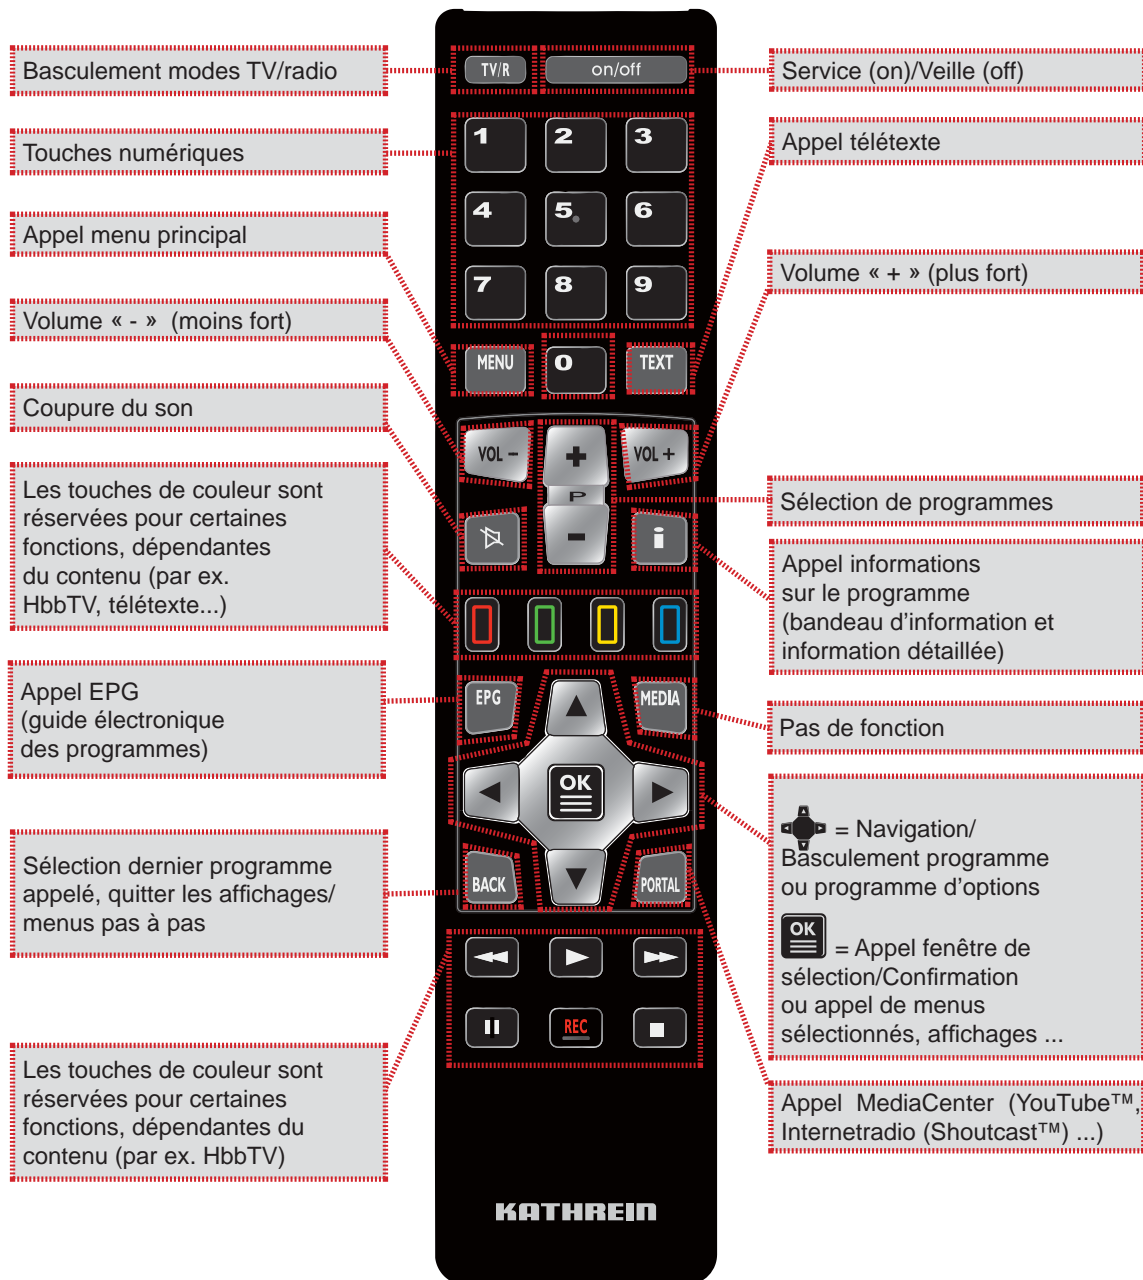 Basculement modes TV/radio
TV/R
on/off
Service (on)/Veille (off)
Touches numériques
1
2
3
Appel télétexte
4
5
6
Appel menu principal
7
8
9
Volume « + » (plus fort)
Volume « - » (moins fort)
MENU
0
TEXT
Coupure du son
VOL -
+
P
-
VOL +
Sélection de programmes
Les touches de couleur sont
réservées pour certaines
fonctions, dépendantes
du contenu (par ex.
HbbTV, télétexte...)
i
Appel informations
sur le programme
(bandeau d'information et
information détaillée)
Appel EPG
(guide électronique
des programmes)
EPG
MEDIA
Pas de fonction
OK
= Navigation/
Basculement programme
ou programme d'options
OK
= Appel fenêtre de
sélection/Confirmation
ou appel de menus
sélectionnés, affichages ...
Sélection dernier programme
appelé, quitter les affichages/
menus pas à pas
BACK
PORTAL
REC
Les touches de couleur sont
réservées pour certaines
fonctions, dépendantes du
contenu (par ex. HbbTV)
Appel MediaCenter (YouTube™,
Internetradio (Shoutcast™) ...)
KATHREIN